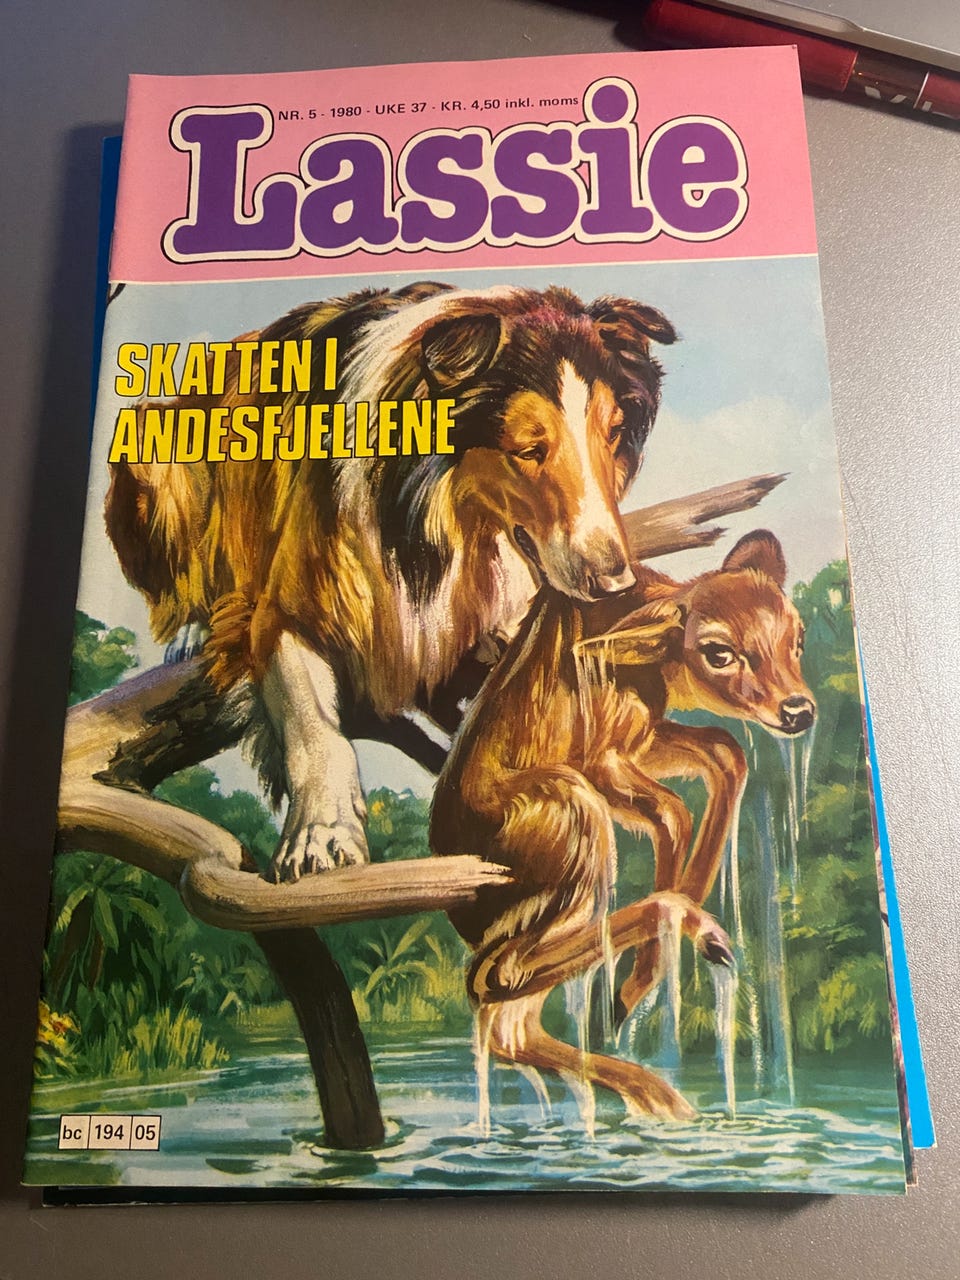 NR. 5 - 1980 - UKE 37 - KR. 4,50 inkl. moms
Lassie
SKATTEN I
ANDESFJELLENE
bc 194 05